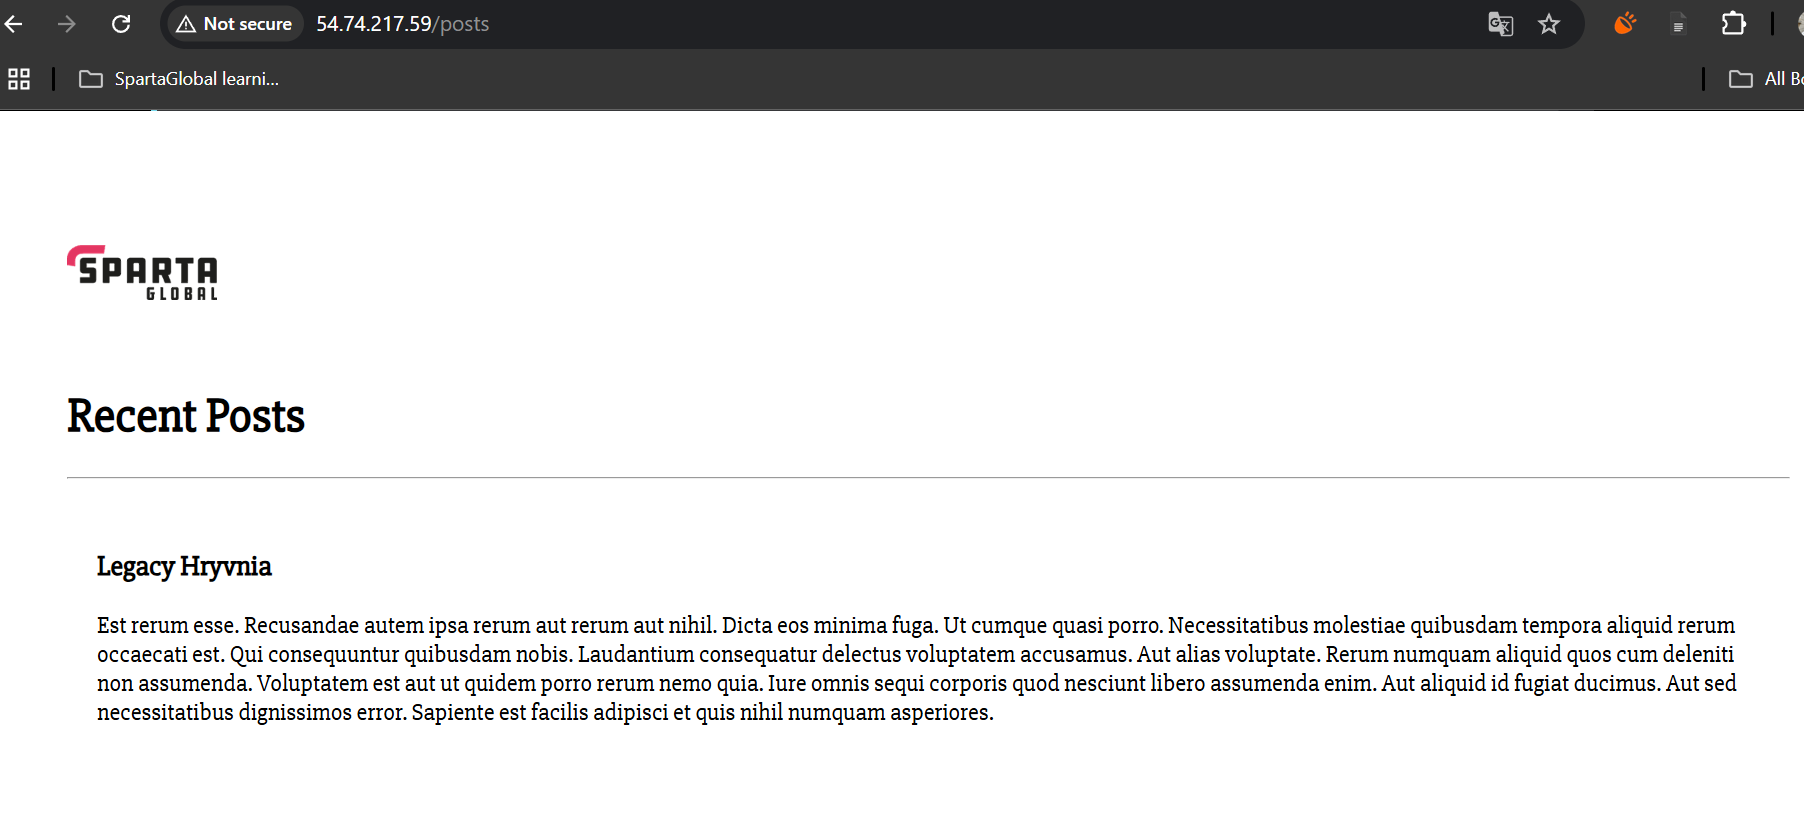 Not secure 54.74.217.59/posts
SpartaGlobal learni...
All Bo
SPARTA
GLOBAL
Recent Posts
Legacy Hryvnia
Est rerum esse. Recusandae autem ipsa rerum aut rerum aut nihil. Dicta eos minima fuga. Ut cumque quasi porro. Necessitatibus molestiae quibusdam tempora aliquid rerum
occaecati est. Qui consequuntur quibusdam nobis. Laudantium consequatur delectus voluptatem accusamus. Aut alias voluptate. Rerum numquam aliquid quos cum deleniti
non assumenda. Voluptatem est aut ut quidem porro rerum nemo quia. Iure omnis sequi corporis quod nesciunt libero assumenda enim. Aut aliquid id fugiat ducimus. Aut sed
necessitatibus dignissimos error. Sapiente est facilis adipisci et quis nihil numquam asperiores.